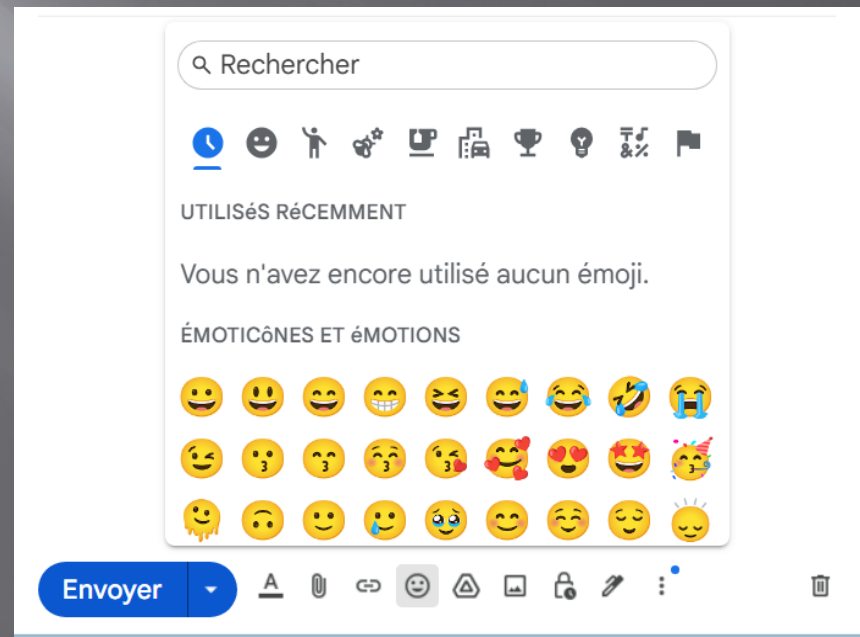 Rechercher
UTILISéS RéCEMMENT
Vous n'avez encore utilisé aucun émoji.
ÉMOTICôNES ET éMOTIONS
Envoyer